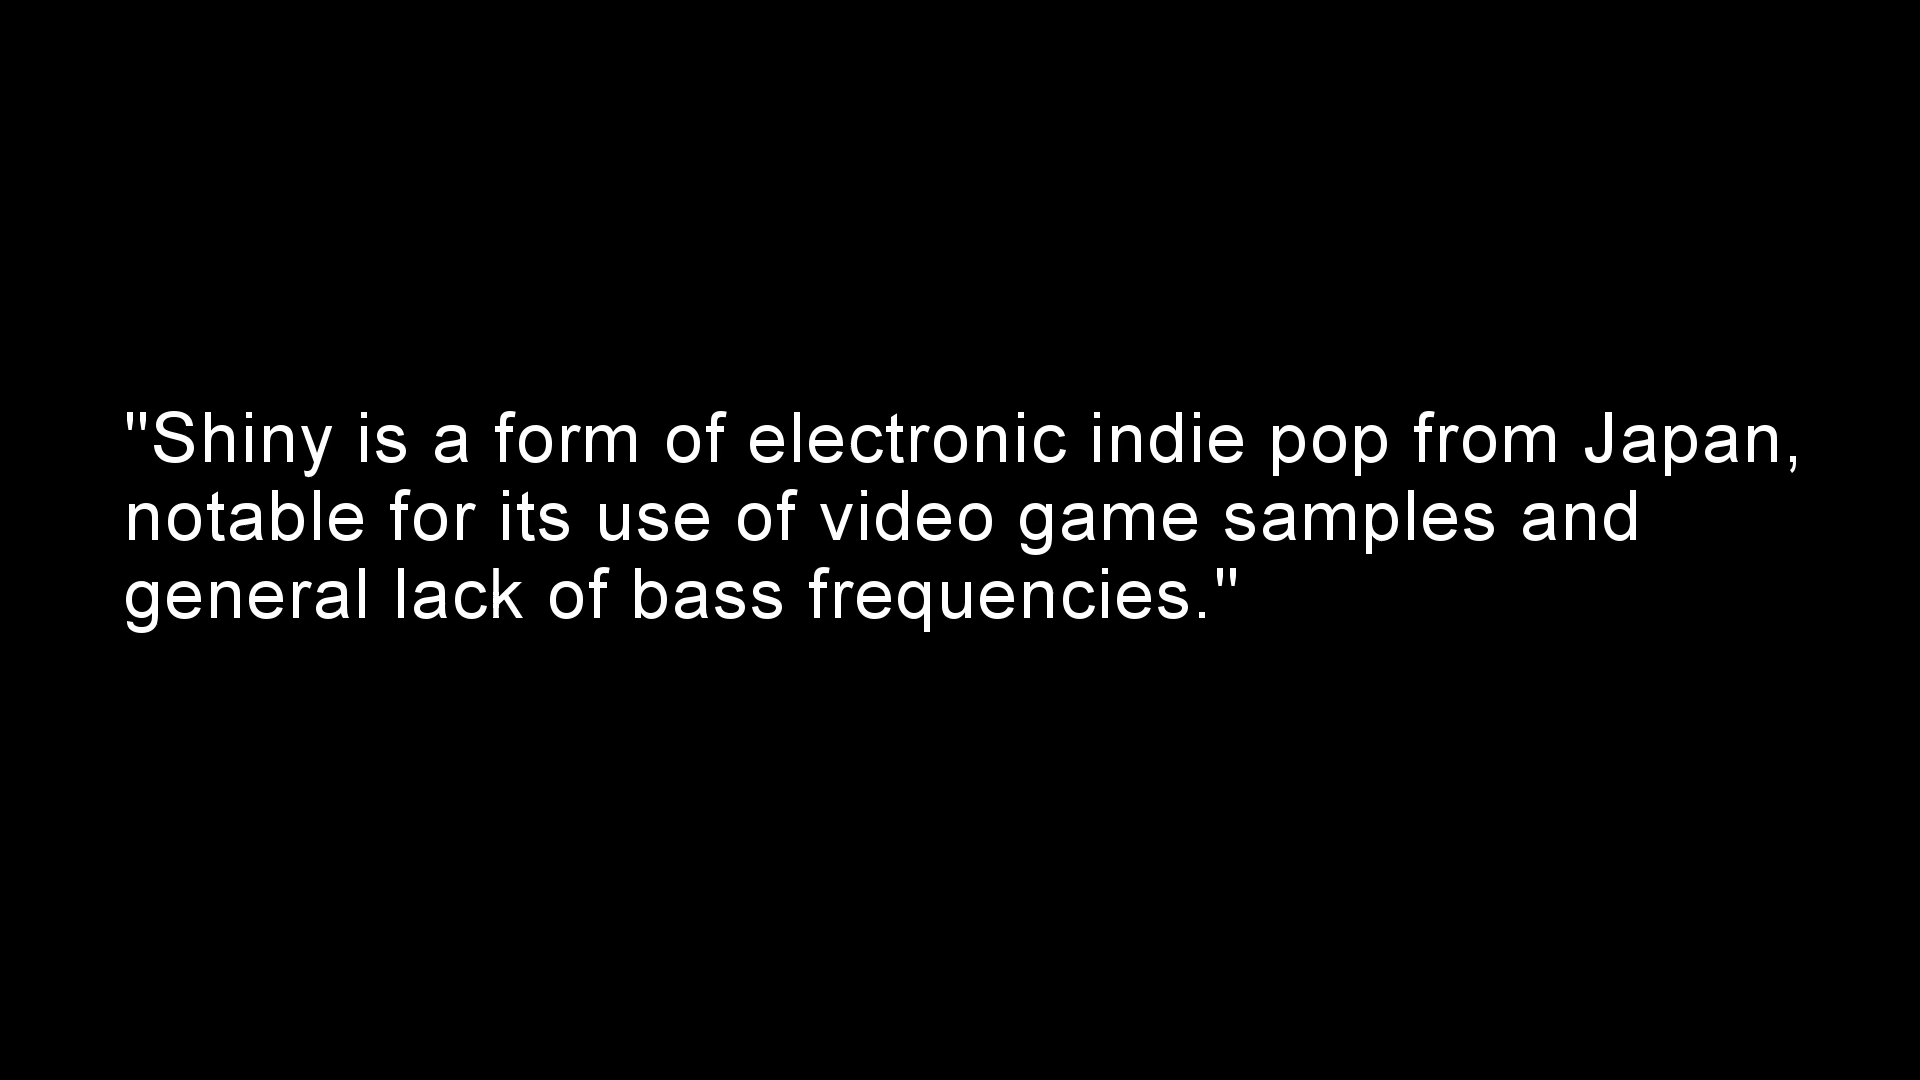 "Shiny is a form of electronic indie pop from Japan,
notable for its use of video game samples and
general lack of bass frequencies."